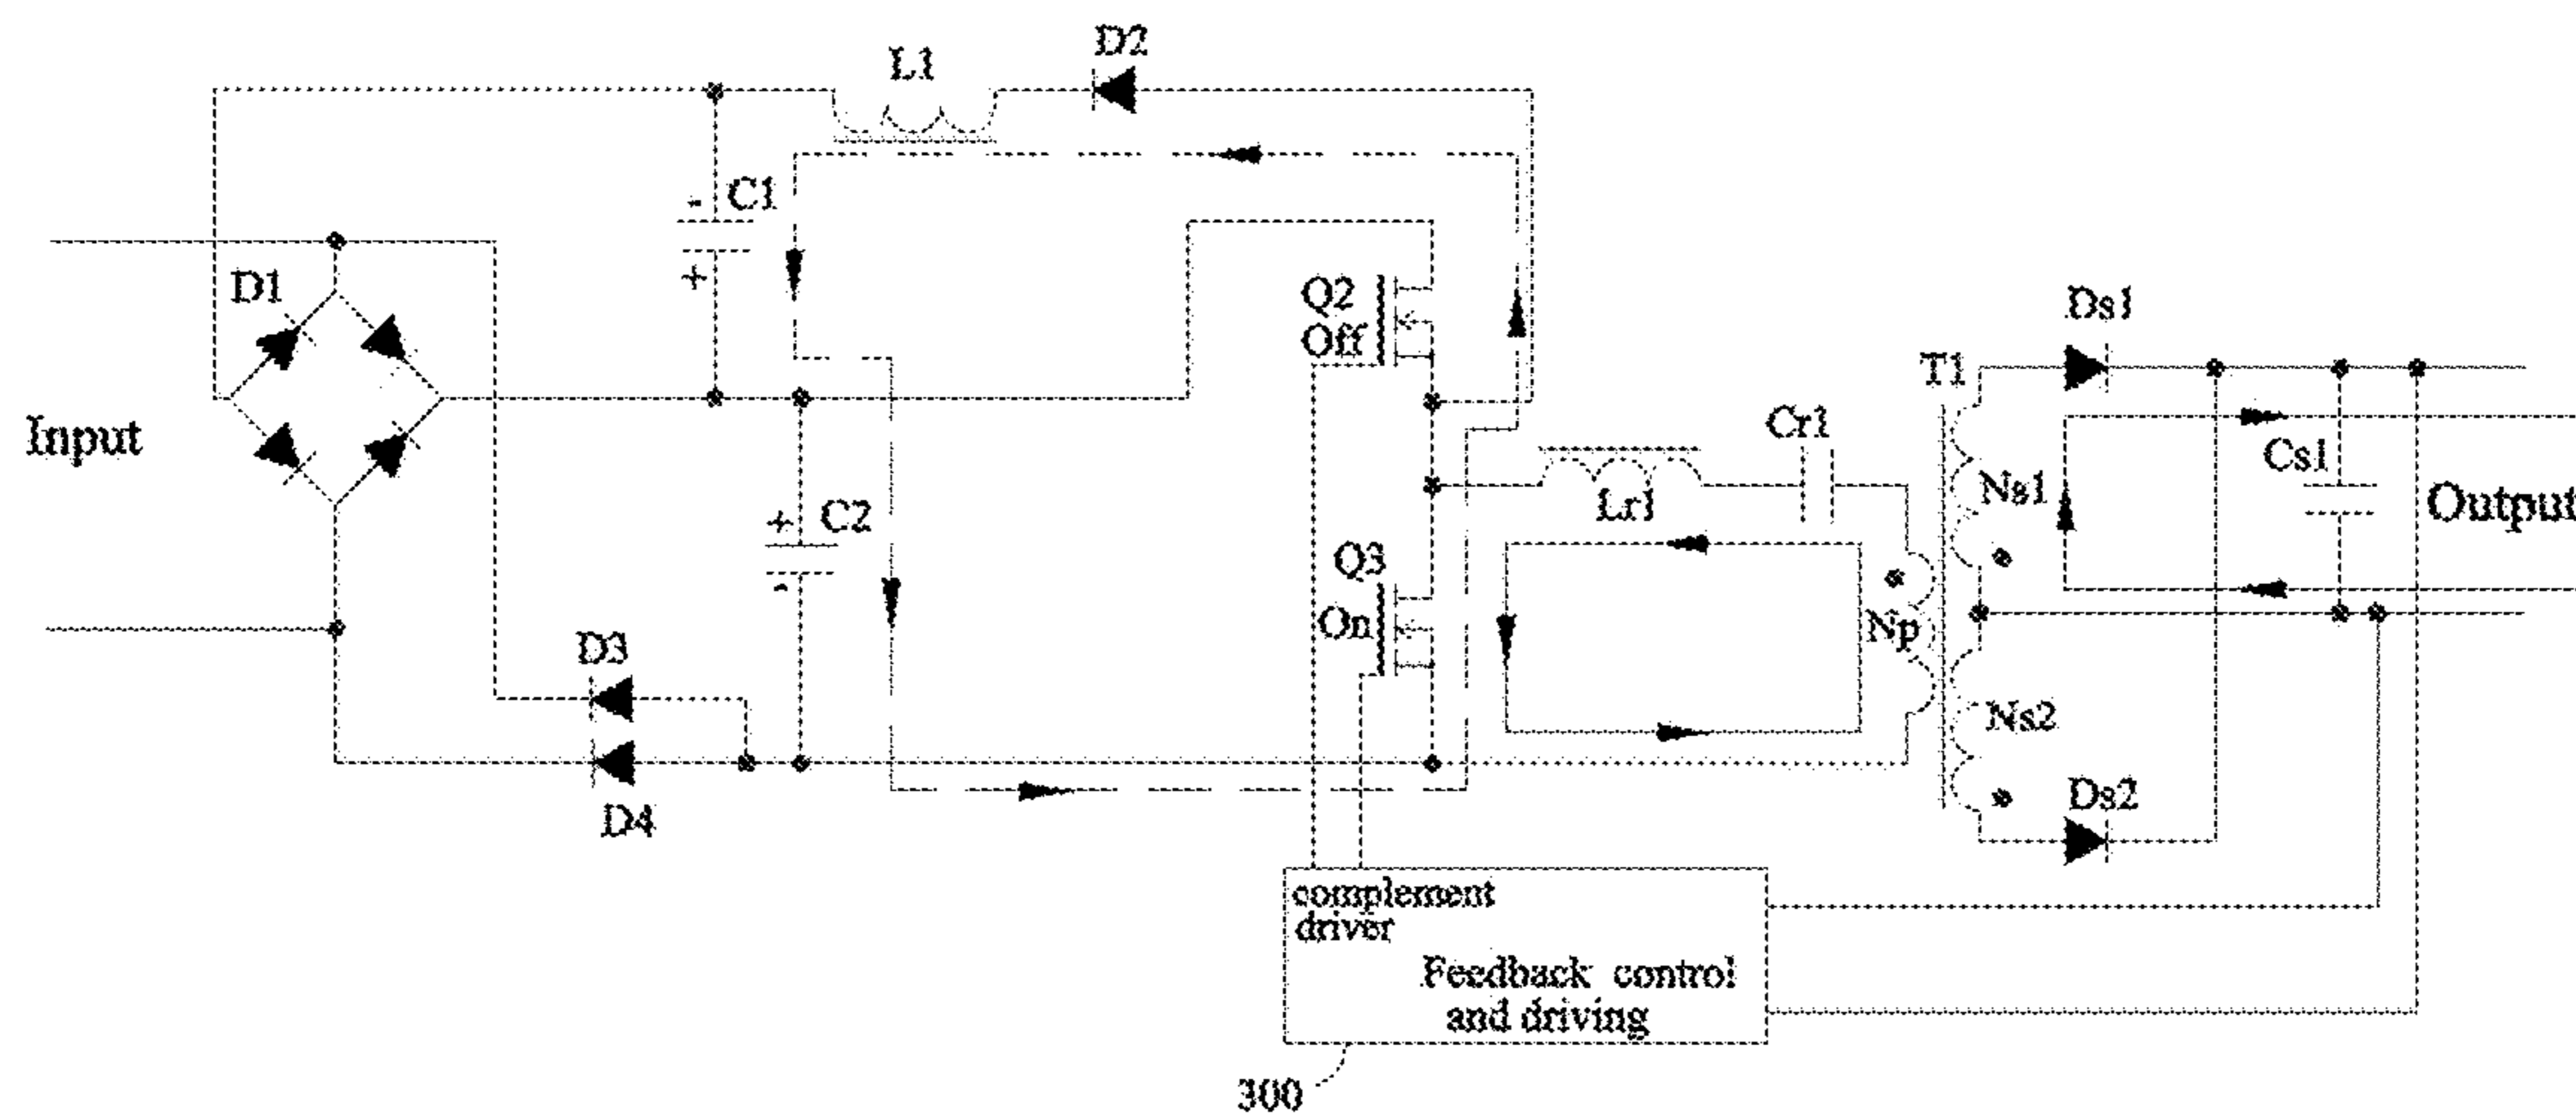 D2
L1
C1
-
+
D1
Q2
Off
Ds1
T1
Input
Cr1
Cs1
Ns1
Lr1
Output
+
C2
-
Q3
On
Np
D3
Ns2
D4
Ds2
complement
driver
Feedback control
and driving
300